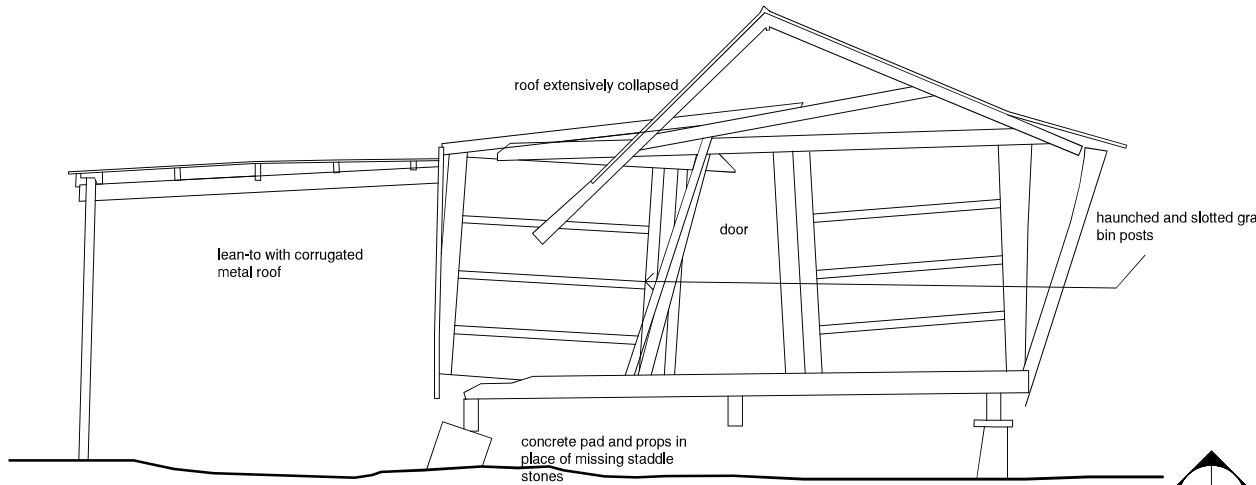 roof extensively collapsed
door
haunched and slotted gra
bin posts
lean-to with corrugated
metal roof
concrete pad and props in
place of missing staddle
stones